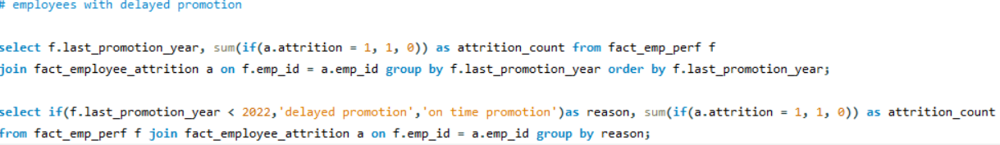 # employees with delayed promotion
select f.last_promotion_year, sum(if(a.attrition = 1, 1, 0)) as attrition_count from fact_emp_perf f
join fact_employee_attrition a on f.emp_id = a.emp_id group by f.last_promotion_year order by f.last_promotion_year;
select if(f.last_promotion_year < 2022,'delayed promotion','on time promotion')as reason, sum(if(a.attrition = 1, 1, 0)) as attrition_count
from fact_emp_perf f join fact_employee_attrition a on f.emp_id = a.emp_id group by reason;